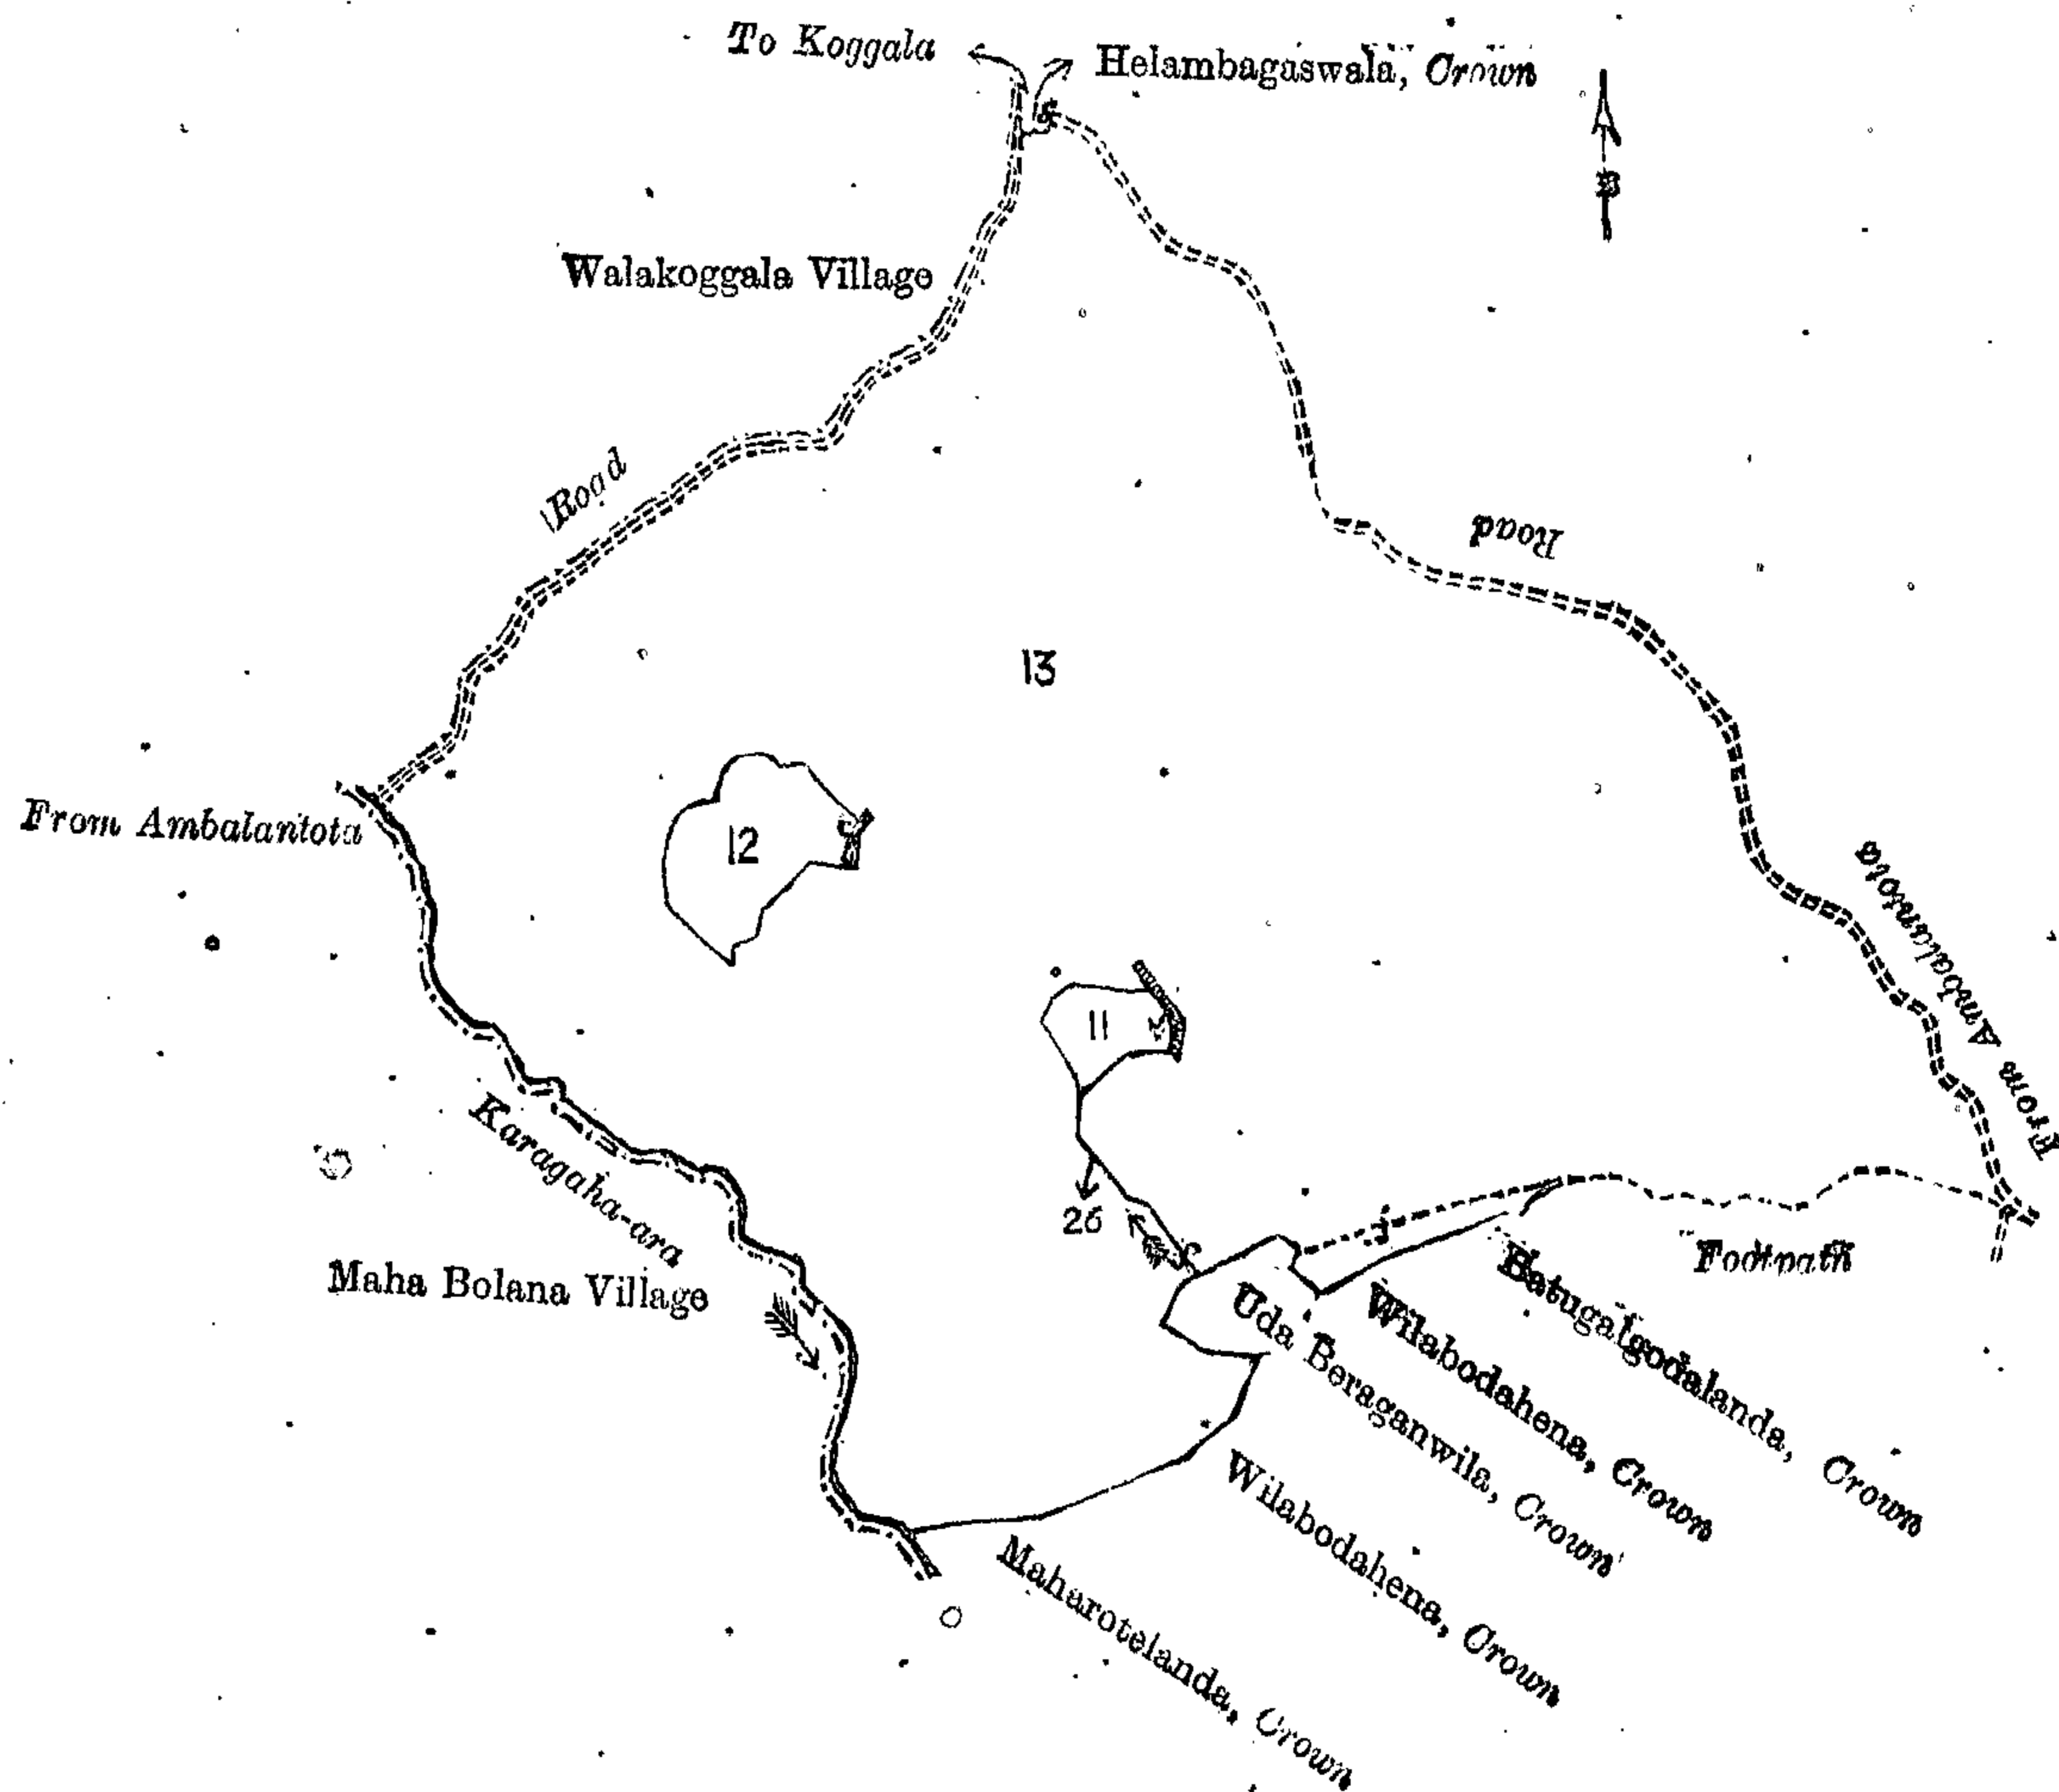 To Koggala
Helambagaswala, Crown
N
Walakoggala Village
Road
Road
13
From Ambalantota
12
From Ambalantota
11
Karagaha-ara
26
Footpath
Maha Bolana Village
Batugalgodalanda, Crown
Wilabodahena, Crown
Uda Beraganwila, Crown
Wilabodahena, Crown
Maharotelanda, Crown